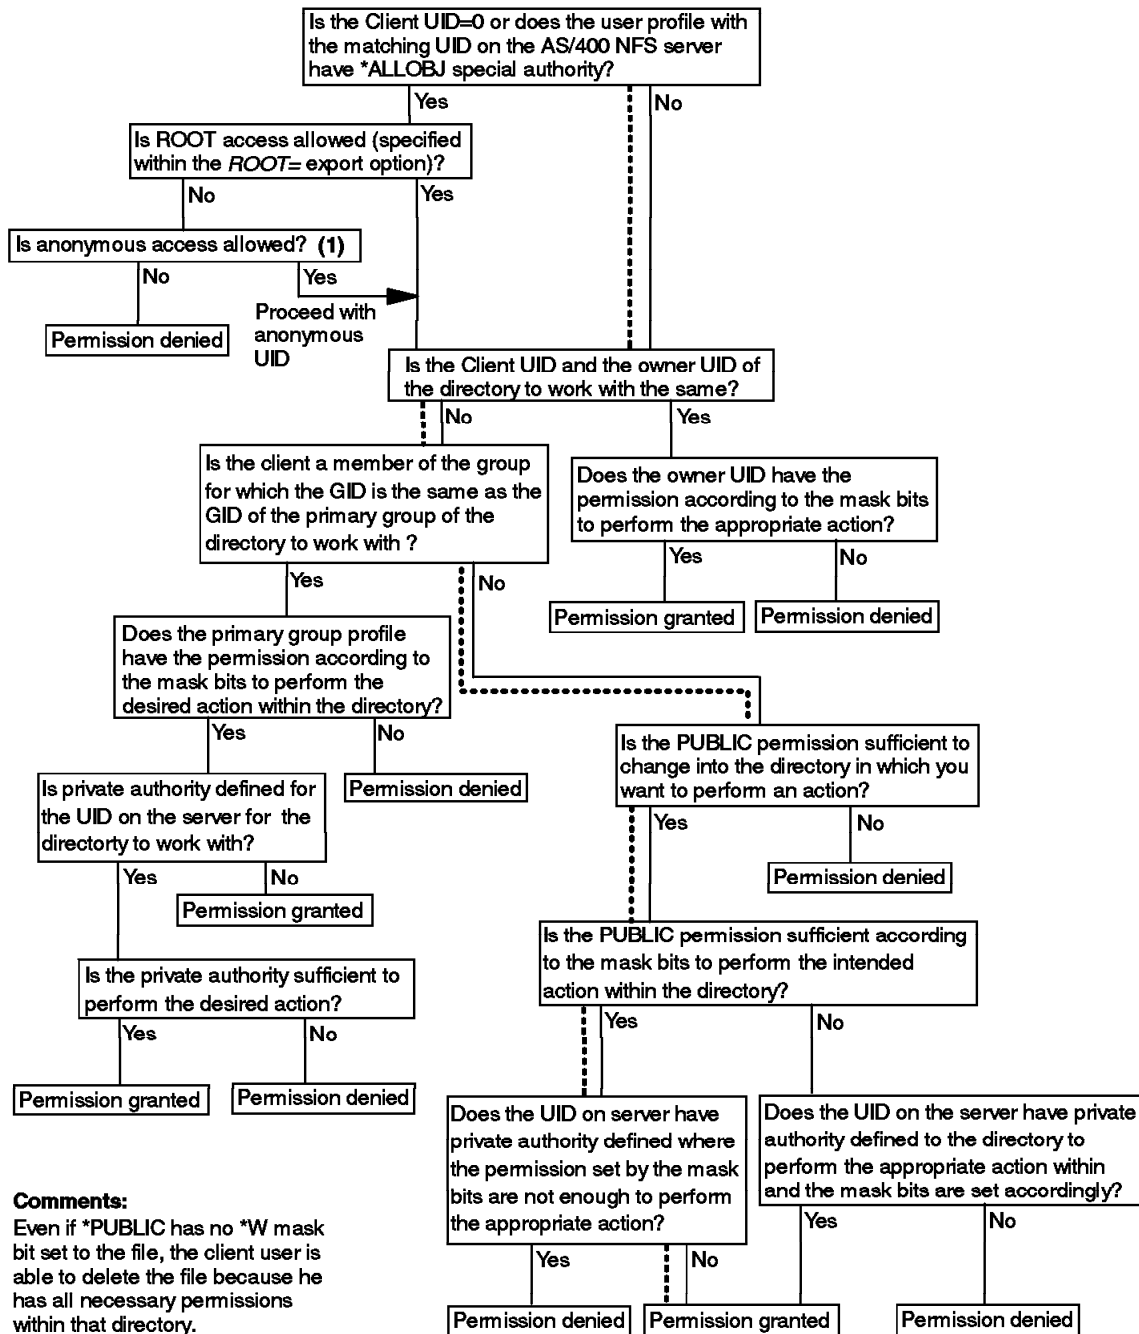 Is the Client UID=0 or does the user profile with
the matching UID on the AS/400 NFS server
have *ALLOBJ special authority?
Yes
No
Is ROOT access allowed (specified
within the ROOT= export option)?
No
Yes
Is anonymous access allowed? (1)
No
Yes
Proceed with
anonymous
UID
Permission denied
Is the Client UID and the owner UID of
the directory to work with the same?
No
Yes
Is the client a member of the group
for which the GID is the same as the
GID of the primary group of the
directory to work with ?
Does the owner UID have the
permission according to the mask bits
to perform the appropriate action?
Yes
No
Yes
No
Permission granted
Permission denied
Does the primary group profile
have the permission according to
the mask bits to perform the
desired action within the directory?
Yes
No
Is the PUBLIC permission sufficient to
change into the directory in which you
want to perform an action?
Is private authority defined for
the UID on the server for the
directorty to work with?
Permission denied
Yes
No
Yes
No
Permission granted
Permission denied
Is the PUBLIC permission sufficient according
to the mask bits to perform the intended
action within the directory?
Is the private authority sufficient to
perform the desired action?
Yes
No
Yes
No
Permission granted
Permission denied
Does the UID on server have
private authority defined where
the permission set by the mask
bits are not enough to perform
the appropriate action?
Does the UID on the server have private
authority defined to the directory to
perform the appropriate action within
and the mask bits are set accordingly?
Yes
No
Yes
No
Permission denied
Permission granted
Permission denied
Comments:
Even if *PUBLIC has no *W mask
bit set to the file, the client user is
able to delete the file because he
has all necessary permissions
within that directory.